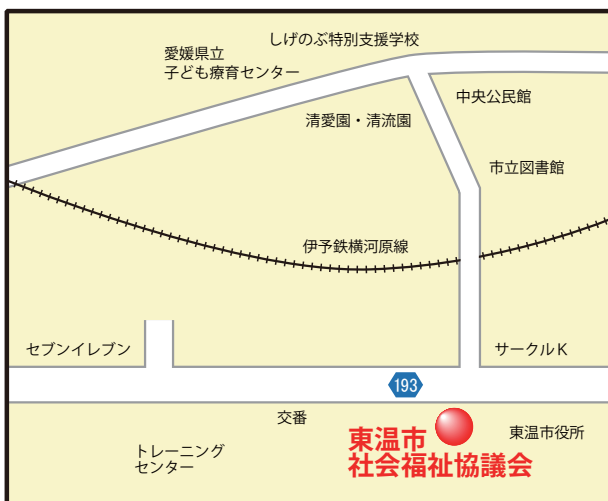 しげのぶ特別支援学校
愛媛県立
子ども療育センター
中央公民館
清愛園・清流園
市立図書館
伊予鉄横河原線
セブンイレブン
サークルK
193
交番
東温市
社会福祉協議会
東温市役所
トレーニング
センター